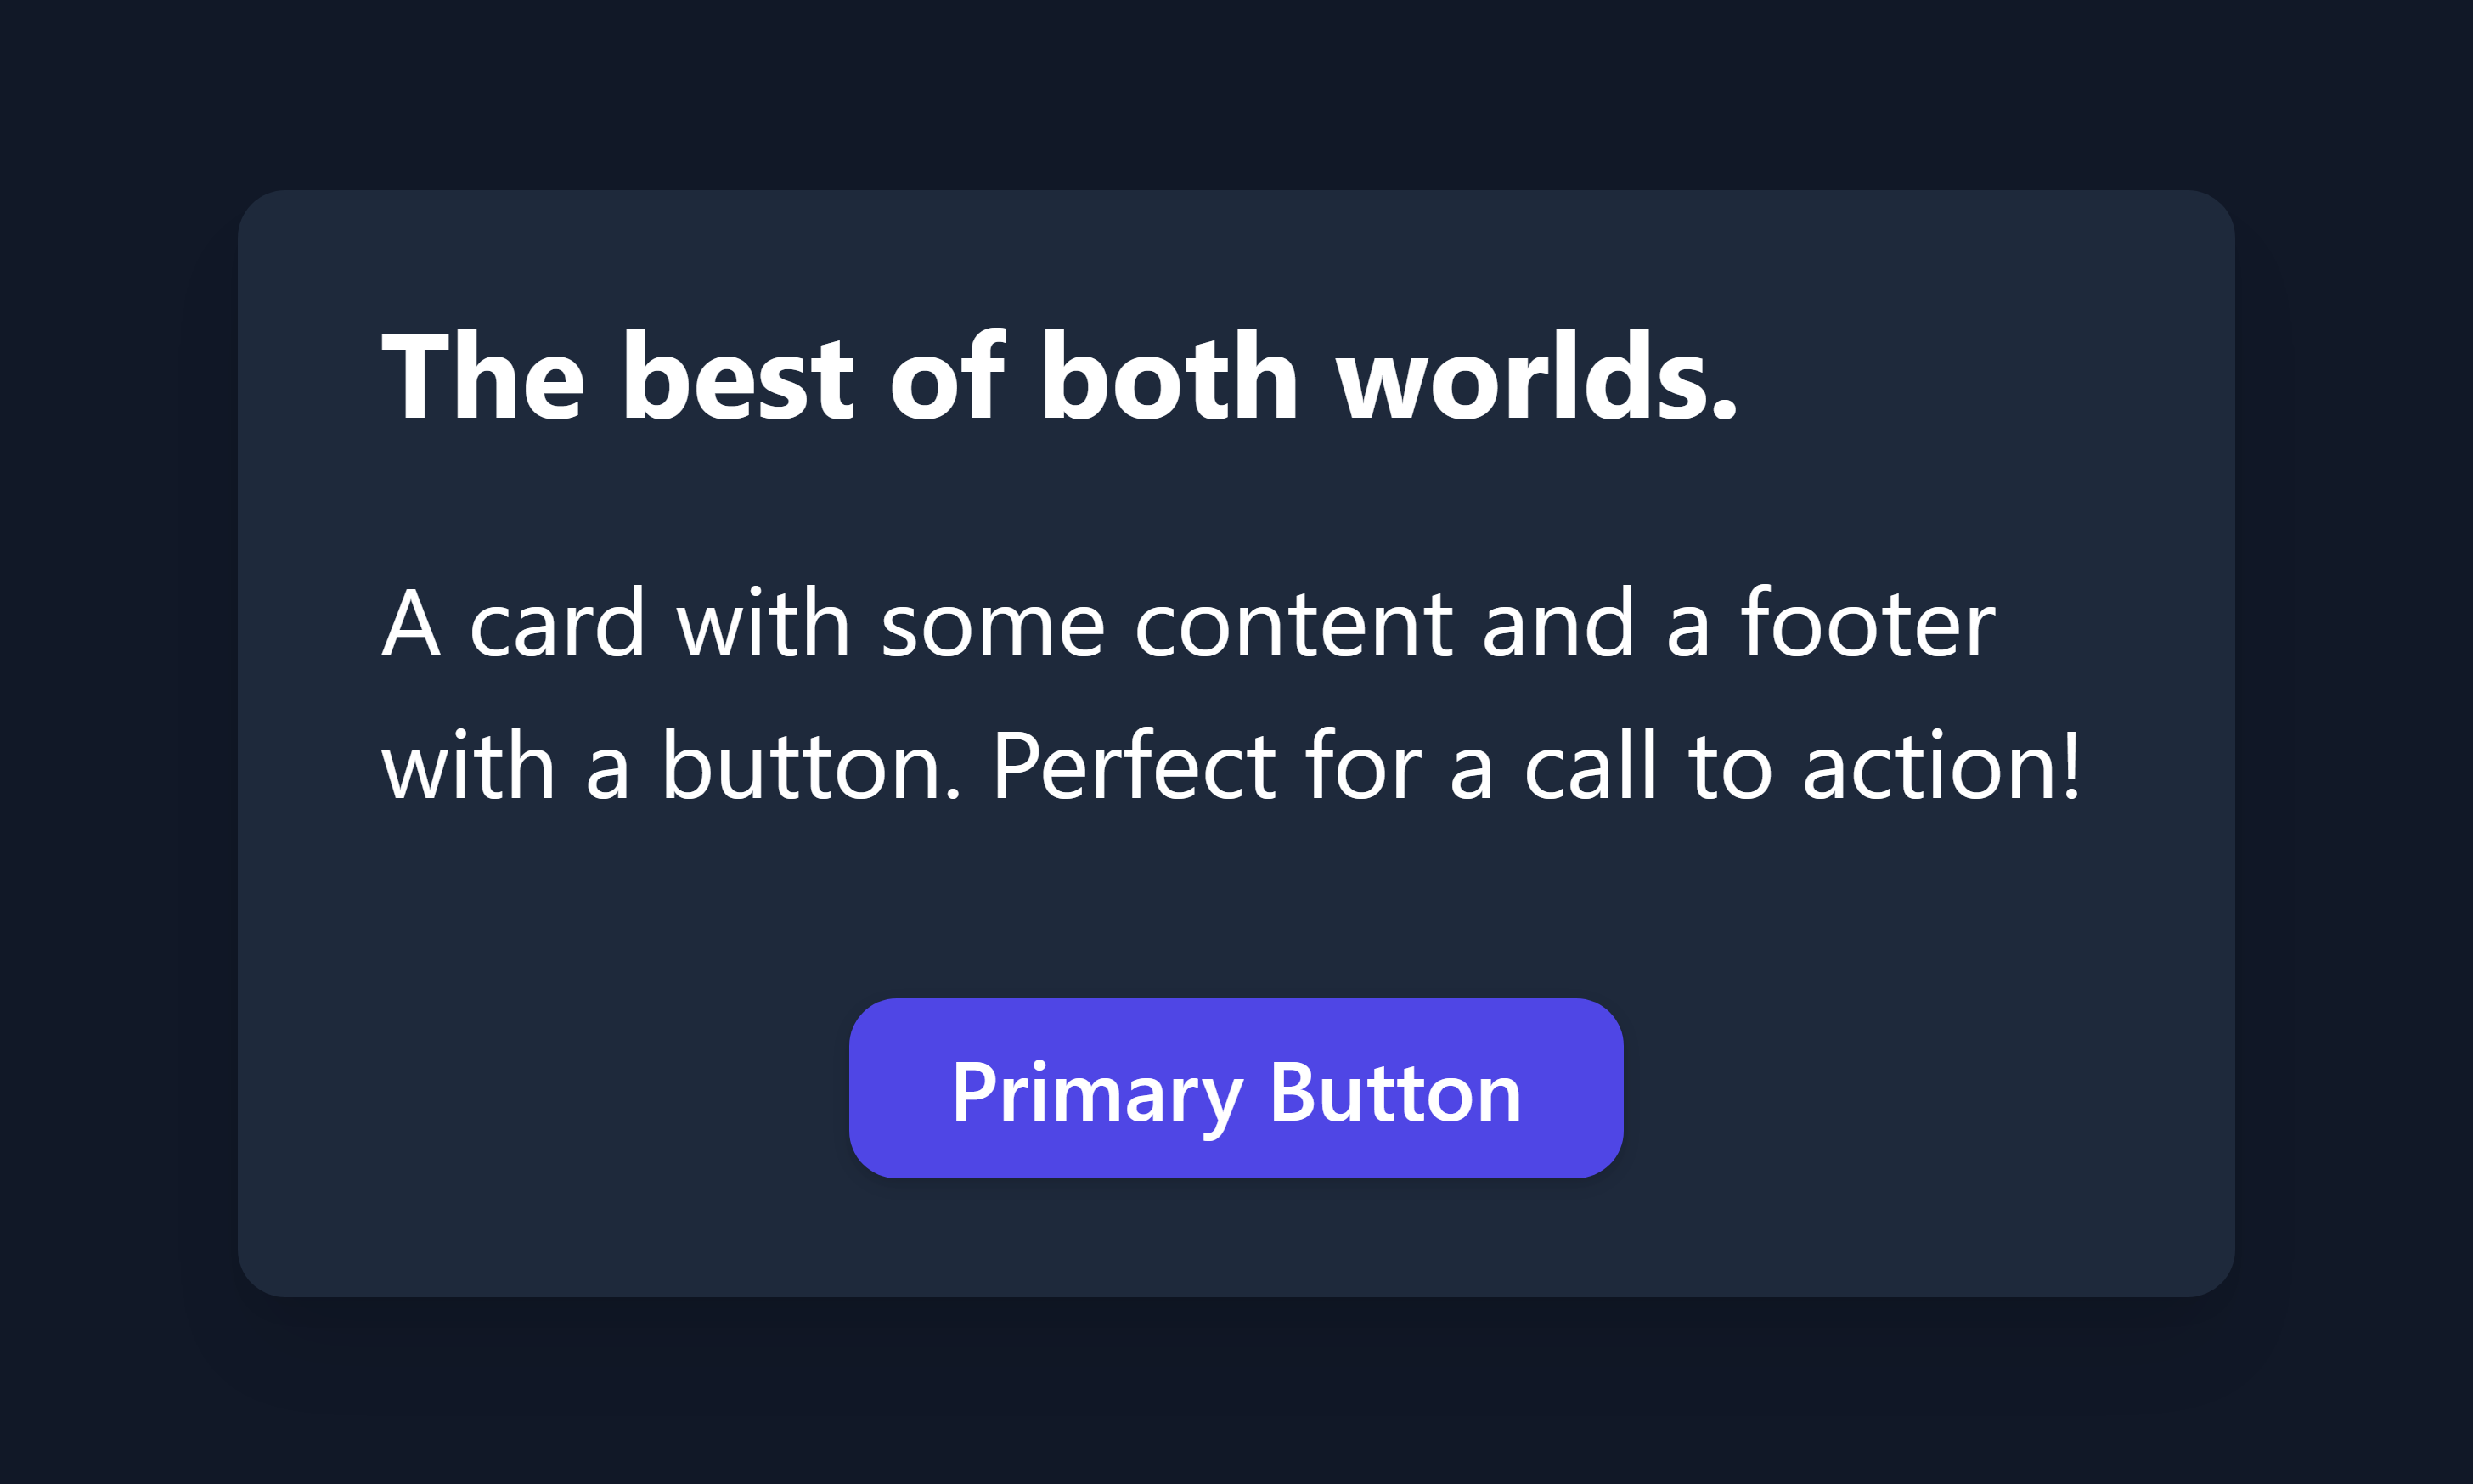 The best of both worlds.
A card with some content and a footer
with a button. Perfect for a call to action!
Primary Button